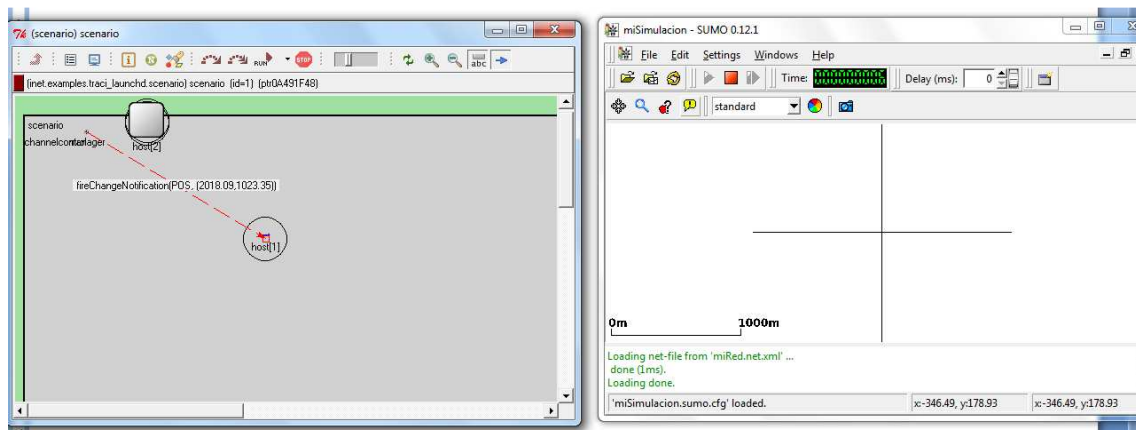 (scenario) scenario
RUN STOP abc
(inet.examples.traci_launchd.scenario) scenario (id=1) (ptr0A491F48)
scenario
host[2]
fireChangeNotification(POS, (2018.09,1023.35))
host[1]
miSimulacion - SUMO 0.12.1
File Edit Settings Windows Help
Time: Delay (ms): 0
standard
0m 1000m
Loading net-file from 'miRed.net.xml' ...
done (1ms).
Loading done.
'miSimulacion.sumo.cfg' loaded. x:-346.49, y:178.93 x:-346.49, y:178.93